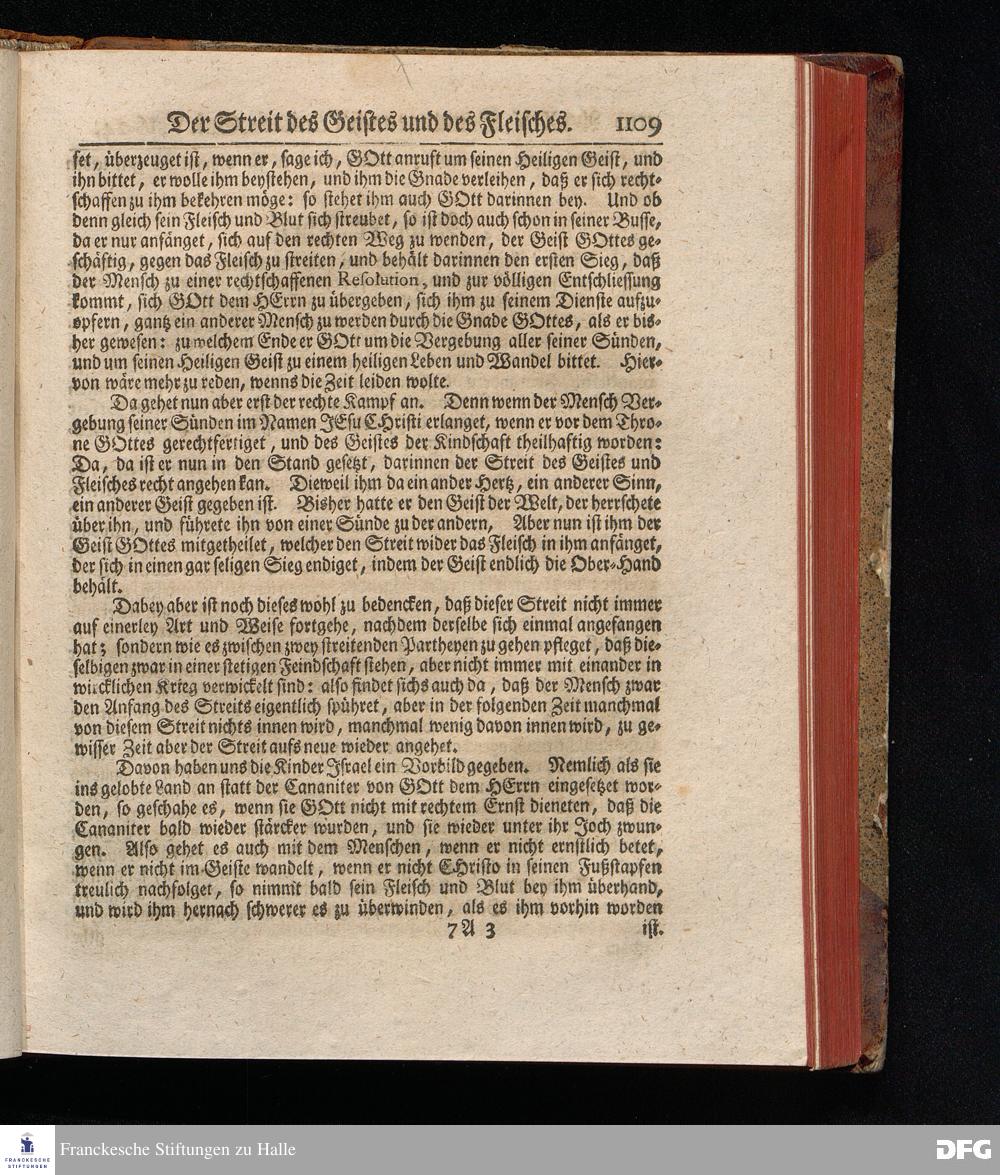 Der Streit des Geistes und des Fleisches. 1109
set, überzeuget ist, wenn er, sage ich, GOtt anruft um seinen Heiligen Geist, und
ihn bittet, er wolle ihm beystehen, und ihm die Gnade verleihen, daß er sich recht-
schaffen zu ihm bekehren möge: so stehet ihm auch GOtt darinnen bey. Und ob
denn gleich sein Fleisch und Blut sich streubet, so ist doch auch schon in seiner Busse,
da er nur anfänget, sich auf den rechten Weg zu wenden, der Geist GOttes ge-
schäftig, gegen das Fleisch zu streiten, und behält darinnen den ersten Sieg, daß
der Mensch zu einer rechtschaffenen Resolution, und zur völligen Entschliessung
kommt, sich GOtt dem HErrn zu übergeben, sich ihm zu seinem Dienste aufzu-
opfern, gantz ein anderer Mensch zu werden durch die Gnade GOttes, als er bis-
her gewesen: zu welchem Ende er GOtt um die Vergebung aller seiner Sünden,
und um seinen Heiligen Geist zu einem heiligen Leben und Wandel bittet. Hier-
von wäre mehr zu reden, wenns die Zeit leiden wolte.
Da gehet nun aber erst der rechte Kampf an. Denn wenn der Mensch Ver-
gebung seiner Sünden im Namen JEsu CHristi erlanget, wenn er vor dem Thro-
ne GOttes gerechtfertiget, und des Geistes der Kindschaft theilhaftig worden:
Da, da ist er nun in den Stand gesetzt, darinnen der Streit des Geistes und
Fleisches recht angehen kan. Dieweil ihm da ein ander Hertz, ein anderer Sinn,
ein anderer Geist gegeben ist. Bisher hatte er den Geist der Welt, der herrschete
über ihn, und führete ihn von einer Sünde zu der andern, Aber nun ist ihm der
Geist GOttes mitgetheilet, welcher den Streit wider das Fleisch in ihm anfänget,
der sich in einen gar seligen Sieg endiget, indem der Geist endlich die Ober-Hand
behält.
Dabey aber ist noch dieses wohl zu bedencken, daß dieser Streit nicht immer
auf einerley Art und Weise fortgehe, nachdem derselbe sich einmal angefangen
hat; sondern wie es zwischen zwey streitenden Partheyen zu gehen pfleget, daß die-
selbigen zwar in einer stetigen Feindschaft stehen, aber nicht immer mit einander in
wircklichen Krieg verwickelt sind: also findet sichs auch da, daß der Mensch zwar
den Anfang des Streits eigentlich spühret, aber in der folgenden Zeit manchmal
von diesem Streit nichts innen wird, manchmal wenig davon innen wird, zu ge-
wisser Zeit aber der Streit aufs neue wieder angehet.
Davon haben uns die Kinder Israel ein Vorbild gegeben. Nemlich als sie
ins gelobte Land an statt der Cananiter von GOtt dem HErrn eingesetzet wor-
den, so geschahe es, wenn sie GOtt nicht mit rechtem Ernst dieneten, daß die
Cananiter bald wieder stärcker wurden, und sie wieder unter ihr Joch zwun-
gen. Also gehet es auch mit dem Menschen, wenn er nicht ernstlich betet,
wenn er nicht im Geiste wandelt, wenn er nicht CHristo in seinen Fußstapfen
treulich nachfolget, so nimmt bald sein Fleisch und Blut bey ihm überhand,
und wird ihm hernach schwerer es zu überwinden, als es ihm vorhin worden
7 A 3 ist.
FRANCKESCHE STIFTUNGEN
Franckesche Stiftungen zu Halle
DFG